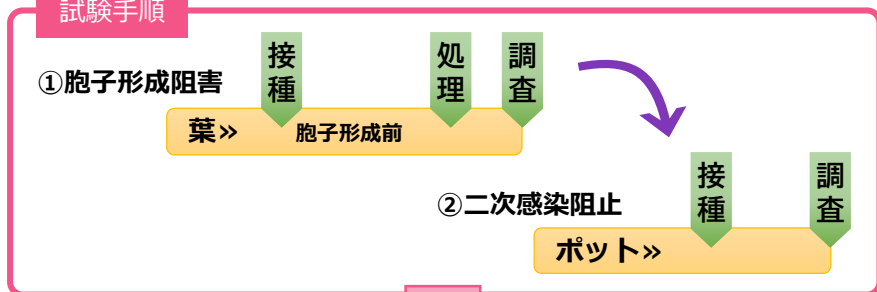 試験手順
①胞子形成阻害
接種
処理
調査
葉» 胞子形成前
②二次感染阻止
接種
調査
ポット»